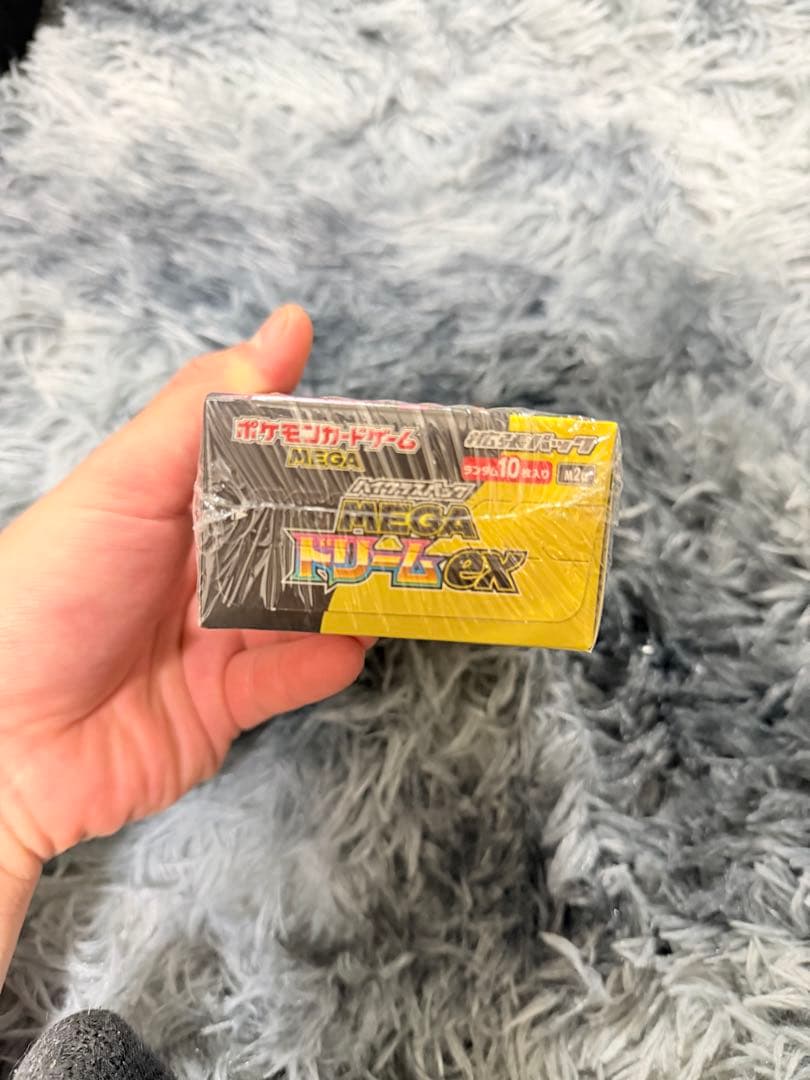 ポケモンカードゲーム
MEGA
拡張パック
ランダム10枚入り
M2a
ハイクラスパック
MEGA
ドリームex